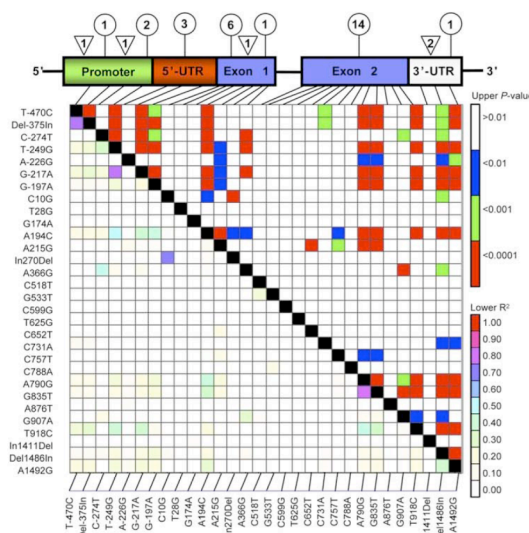 1
1
1
2
3
6
1
1
14
2
1
5'
Promoter
5'-UTR
Exon 1
Exon 2
3'-UTR
3'
Upper P-value
>0.01
<0.01
<0.001
<0.0001
Lower R²
1.00
0.90
0.80
0.70
0.60
0.50
0.40
0.30
0.20
0.10
0.00
T-470C
Del-375In
C-274T
T-249G
A-226G
G-217A
G-197A
C10G
T28G
G174A
A194C
A215G
In270Del
A366G
C518T
G533T
C599G
T625G
C652T
C731A
C757T
C788A
A790G
G835T
A876T
G907A
T918C
In1411Del
Del1486In
A1492G
T-470C
Del-375In
C-274T
T-249G
A-226G
G-217A
G-197A
C10G
T28G
G174A
A194C
A215G
In270Del
A366G
C518T
G533T
C599G
T625G
C652T
C731A
C757T
C788A
A790G
G835T
A876T
G907A
T918C
1411Del
Del1486In
A1492G